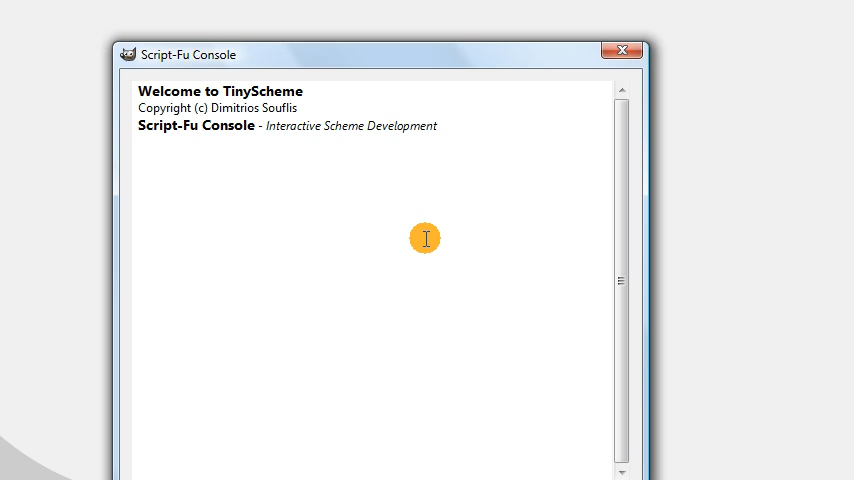 Script-Fu Console
Welcome to TinyScheme
Copyright (c) Dimitrios Souflis
Script-Fu Console - Interactive Scheme Development